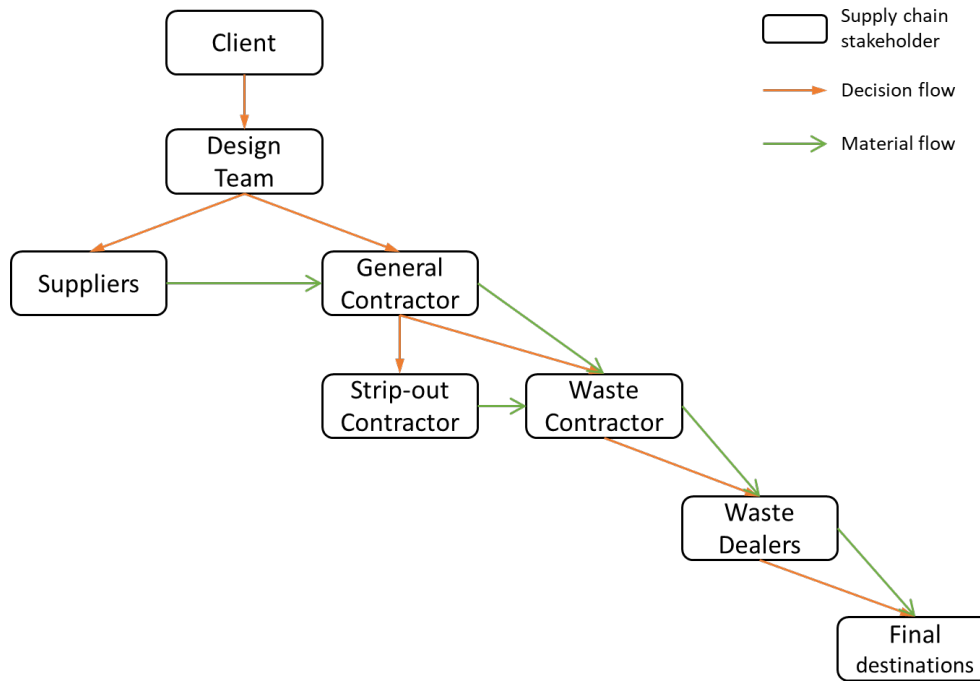 Client
Supply chain
stakeholder
Decision flow
Design
Team
Material flow
Suppliers
General
Contractor
Strip-out
Contractor
Waste
Contractor
Waste
Dealers
Final
destinations